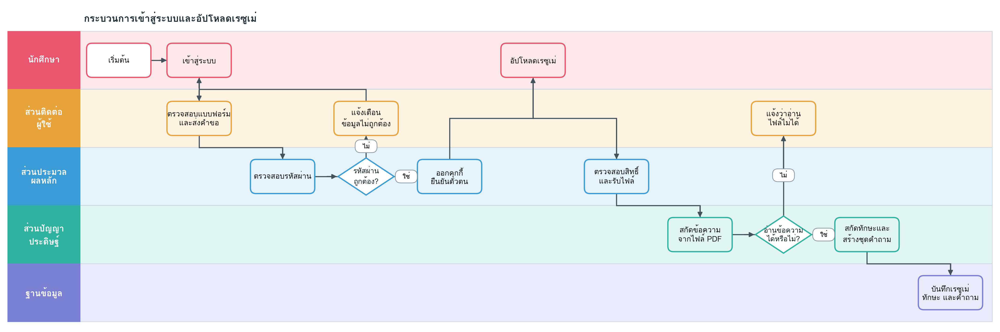 กระบวนการเข้าสู่ระบบและอัปโหลดเรซูเม่
นักศึกษา
เริ่มต้น
เข้าสู่ระบบ
อัปโหลดเรซูเม่
ส่วนติดต่อ
ผู้ใช้
ตรวจสอบแบบฟอร์ม
และส่งคำขอ
แจ้งเตือน
ข้อมูลไม่ถูกต้อง
แจ้งว่าอ่าน
ไฟล์ไม่ได้
ไม่
ส่วนประมวล
ผลหลัก
ตรวจสอบรหัสผ่าน
รหัสผ่าน
ถูกต้อง?
ใช่
ออกคุกกี้
ยืนยันตัวตน
ตรวจสอบสิทธิ์
และรับไฟล์
ไม่
ส่วนปัญญา
ประดิษฐ์
สกัดข้อความ
จากไฟล์ PDF
อ่านข้อความ
ได้หรือไม่?
ใช่
สกัดทักษะและ
สร้างชุดคำถาม
ฐานข้อมูล
บันทึกเรซูเม่
ทักษะ และคำถาม